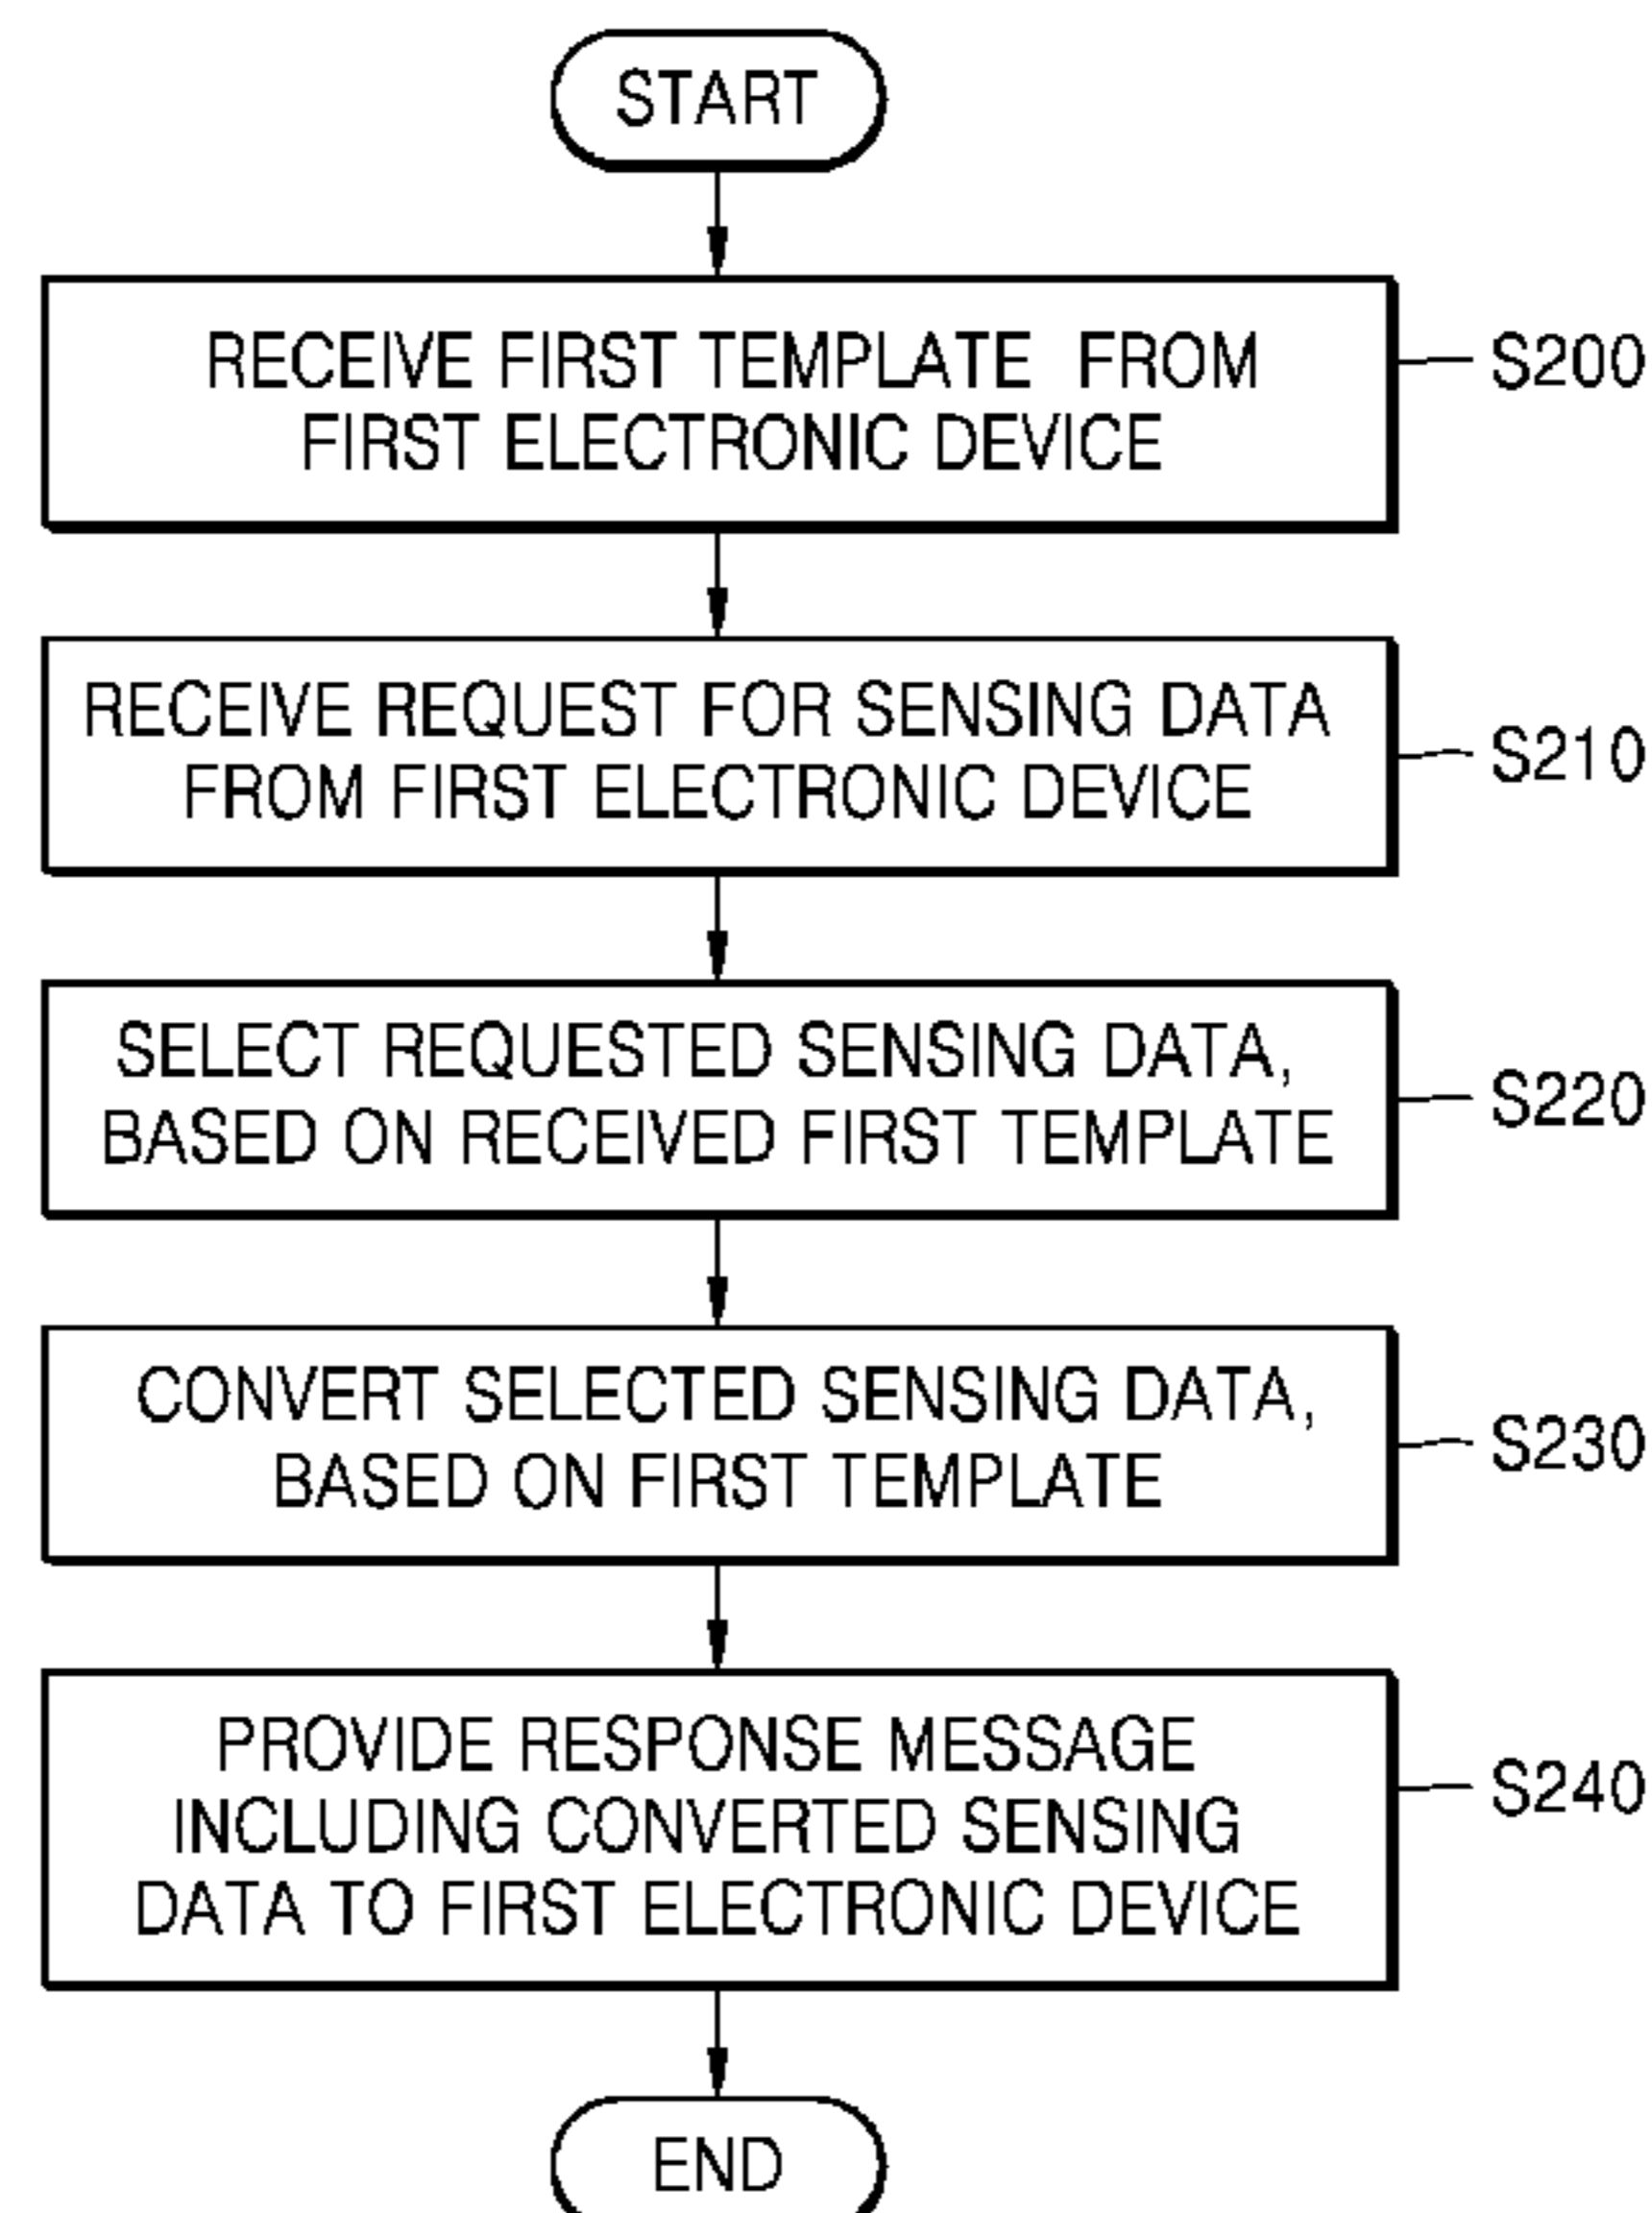 START
RECEIVE FIRST TEMPLATE FROM
FIRST ELECTRONIC DEVICE
S200
RECEIVE REQUEST FOR SENSING DATA
FROM FIRST ELECTRONIC DEVICE
S210
SELECT REQUESTED SENSING DATA,
BASED ON RECEIVED FIRST TEMPLATE
S220
CONVERT SELECTED SENSING DATA,
BASED ON FIRST TEMPLATE
S230
PROVIDE RESPONSE MESSAGE
INCLUDING CONVERTED SENSING
DATA TO FIRST ELECTRONIC DEVICE
S240
END